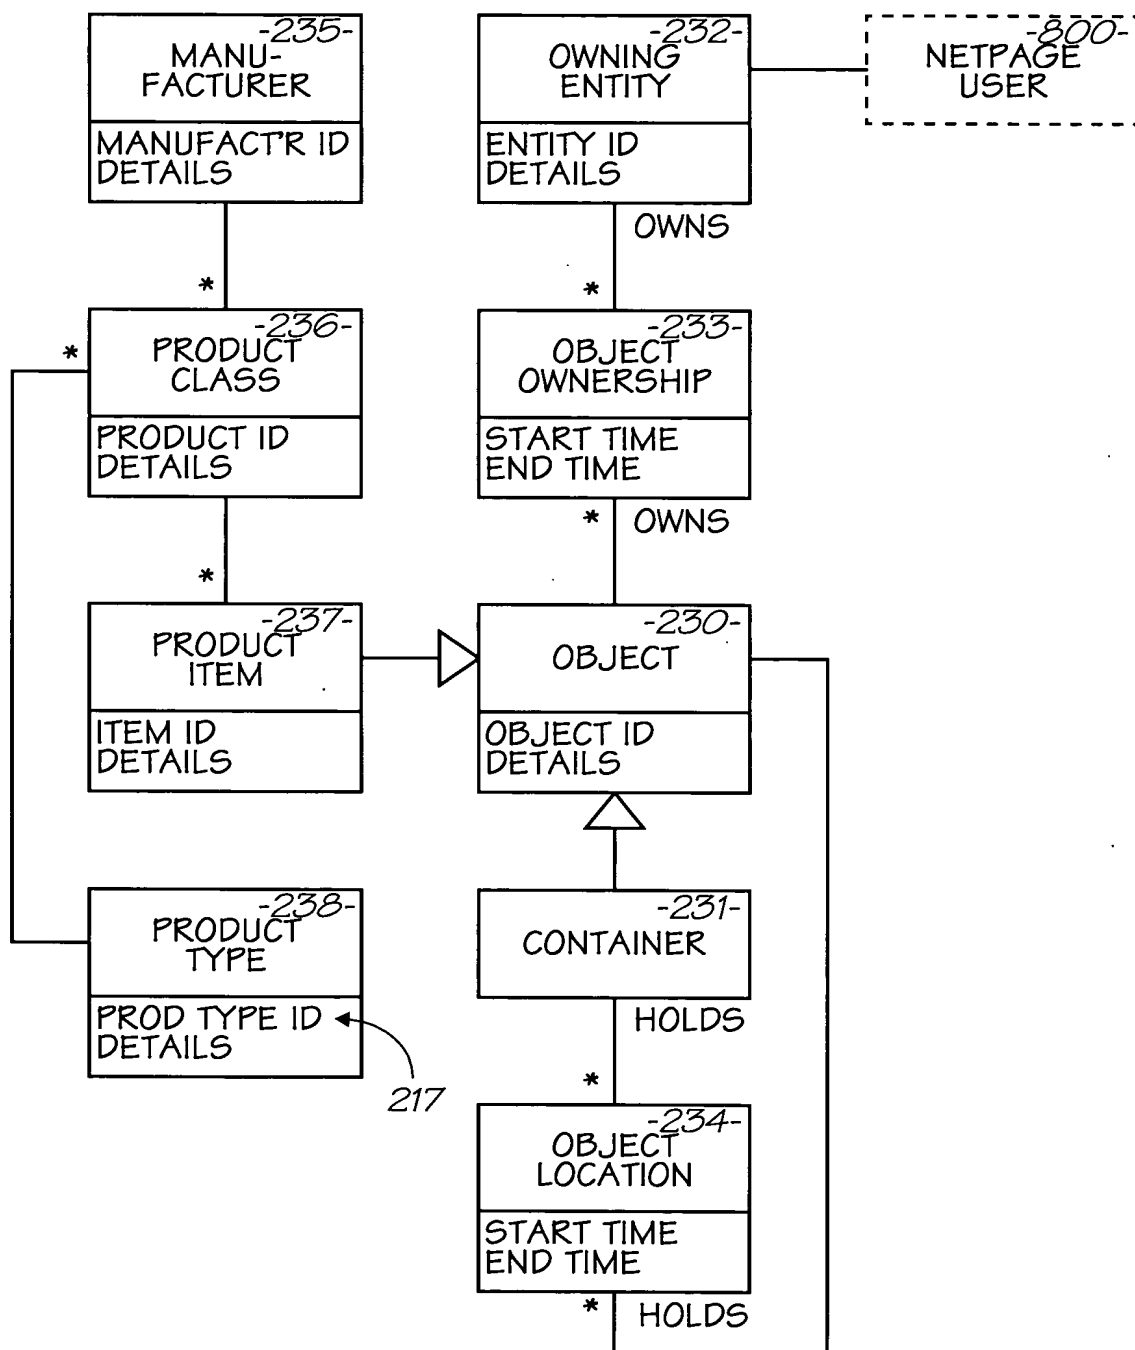 -235-
MANU-
FACTURER
MANUFACT'R ID
DETAILS
-232-
OWNING
ENTITY
ENTITY ID
DETAILS
OWNS
-800-
NETPAGE
USER
*
-236-
PRODUCT
CLASS
*
PRODUCT ID
DETAILS
*
-233-
OBJECT
OWNERSHIP
START TIME
END TIME
* OWNS
*
-237-
PRODUCT
ITEM
ITEM ID
DETAILS
-230-
OBJECT
OBJECT ID
DETAILS
-238-
PRODUCT
TYPE
PROD TYPE ID
DETAILS
217
-231-
CONTAINER
HOLDS
*
-234-
OBJECT
LOCATION
START TIME
END TIME
* HOLDS